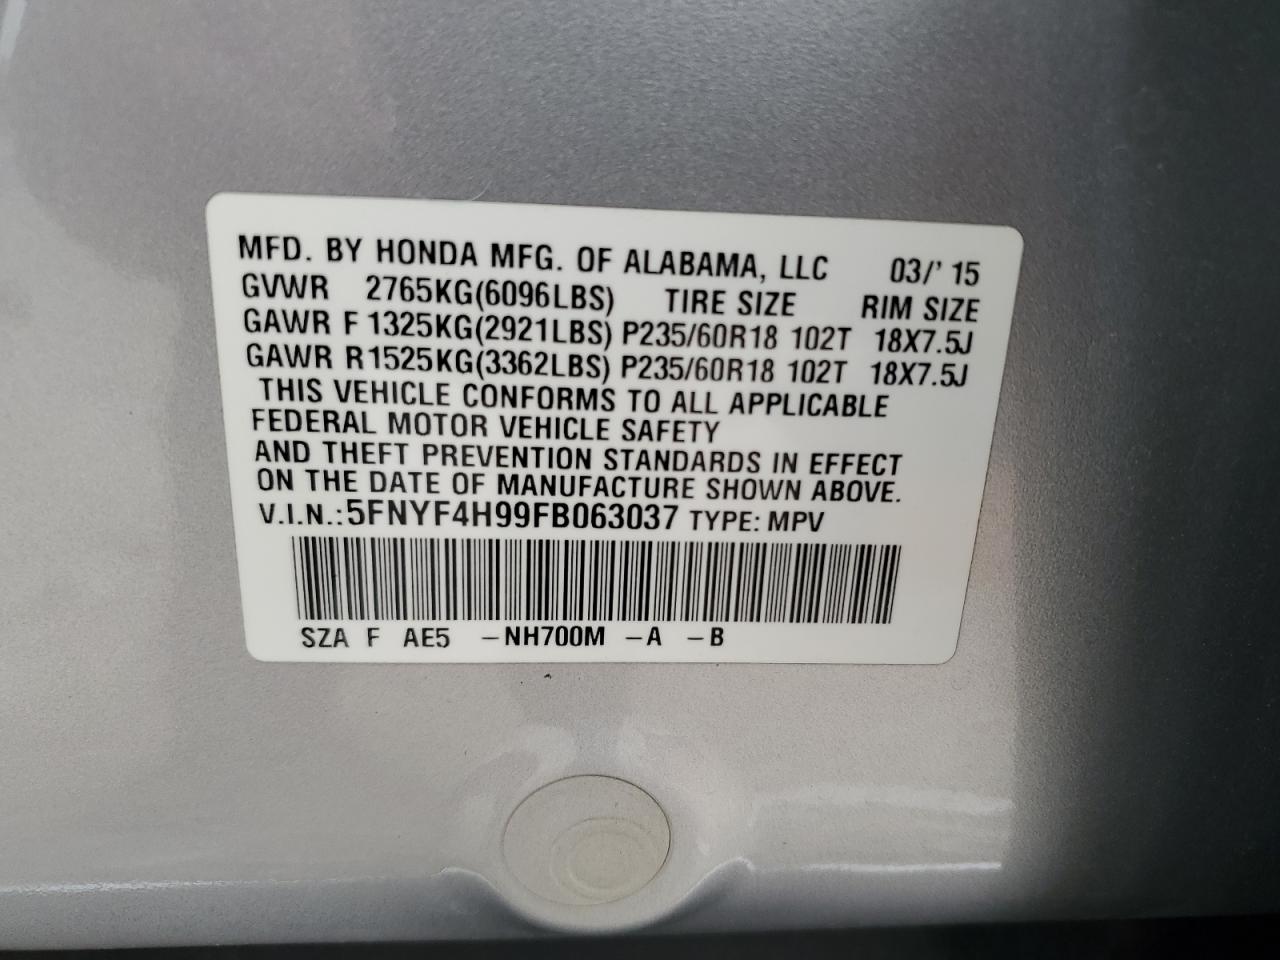 MFD. BY HONDA MFG. OF ALABAMA, LLC 03/' 15
GVWR 2765KG(6096LBS) TIRE SIZE RIM SIZE
GAWR F 1325KG(2921LBS) P235/60R18 102T 18X7.5J
GAWR R 1525KG(3362LBS) P235/60R18 102T 18X7.5J
THIS VEHICLE CONFORMS TO ALL APPLICABLE
FEDERAL MOTOR VEHICLE SAFETY
AND THEFT PREVENTION STANDARDS IN EFFECT
ON THE DATE OF MANUFACTURE SHOWN ABOVE.
V.I.N.:5FNYF4H99FB063037 TYPE: MPV
SZA F AE5 -NH700M -A -B